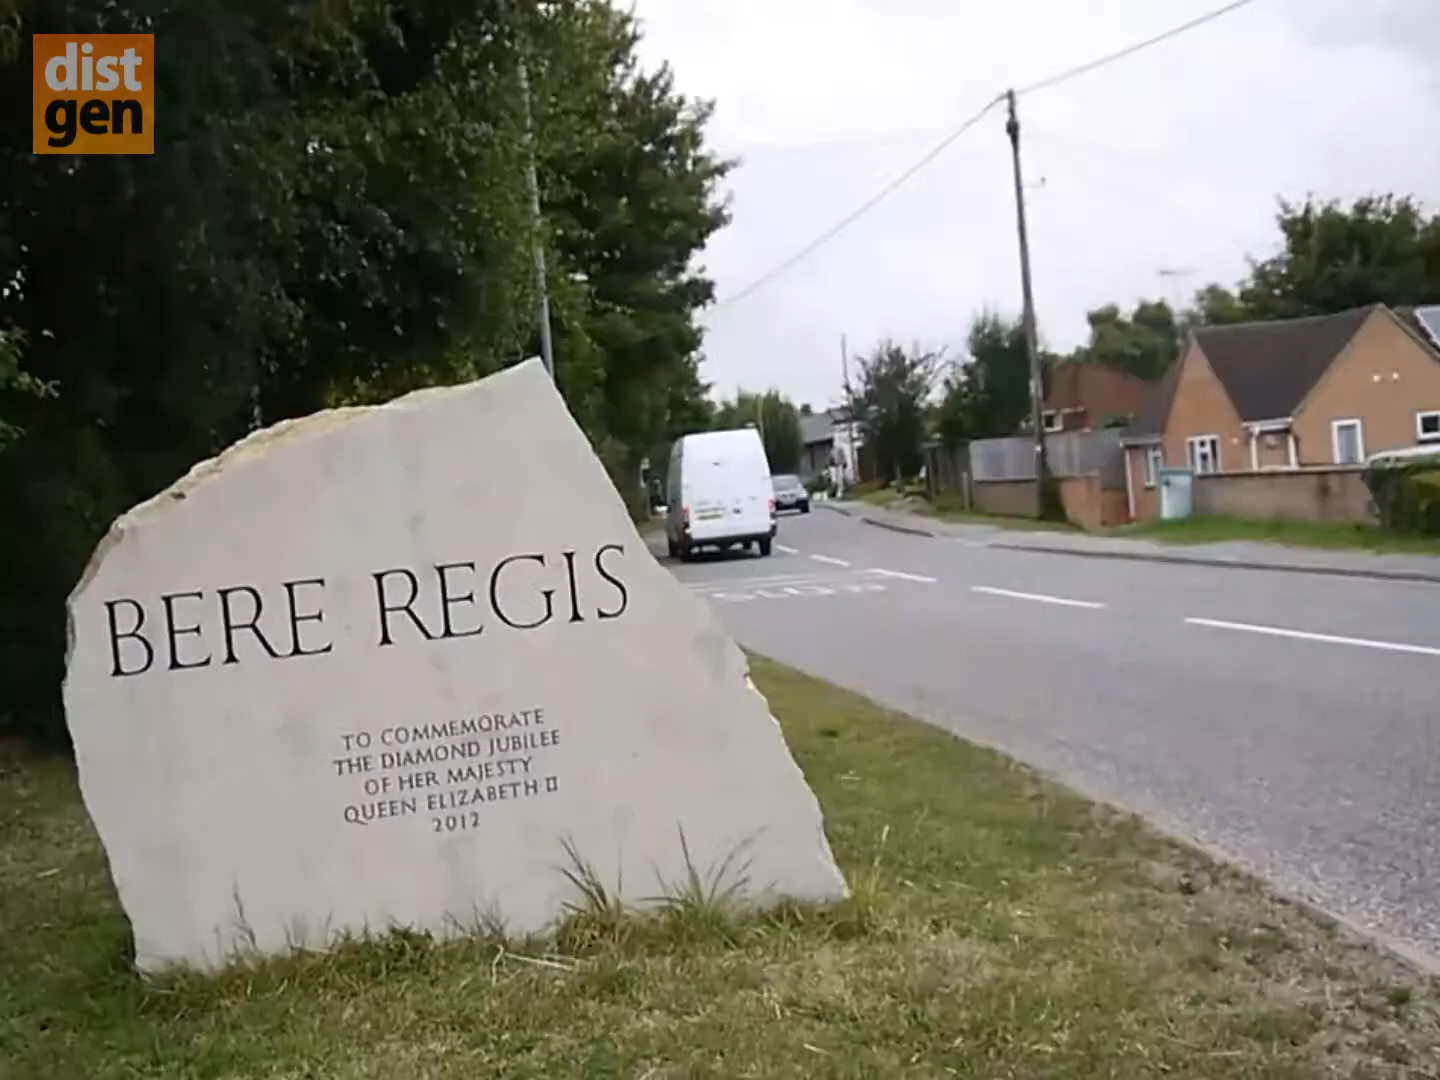 dist
gen
BERE REGIS
TO COMMEMORATE
THE DIAMOND JUBILEE
OF HER MAJESTY
QUEEN ELIZABETH II
2012